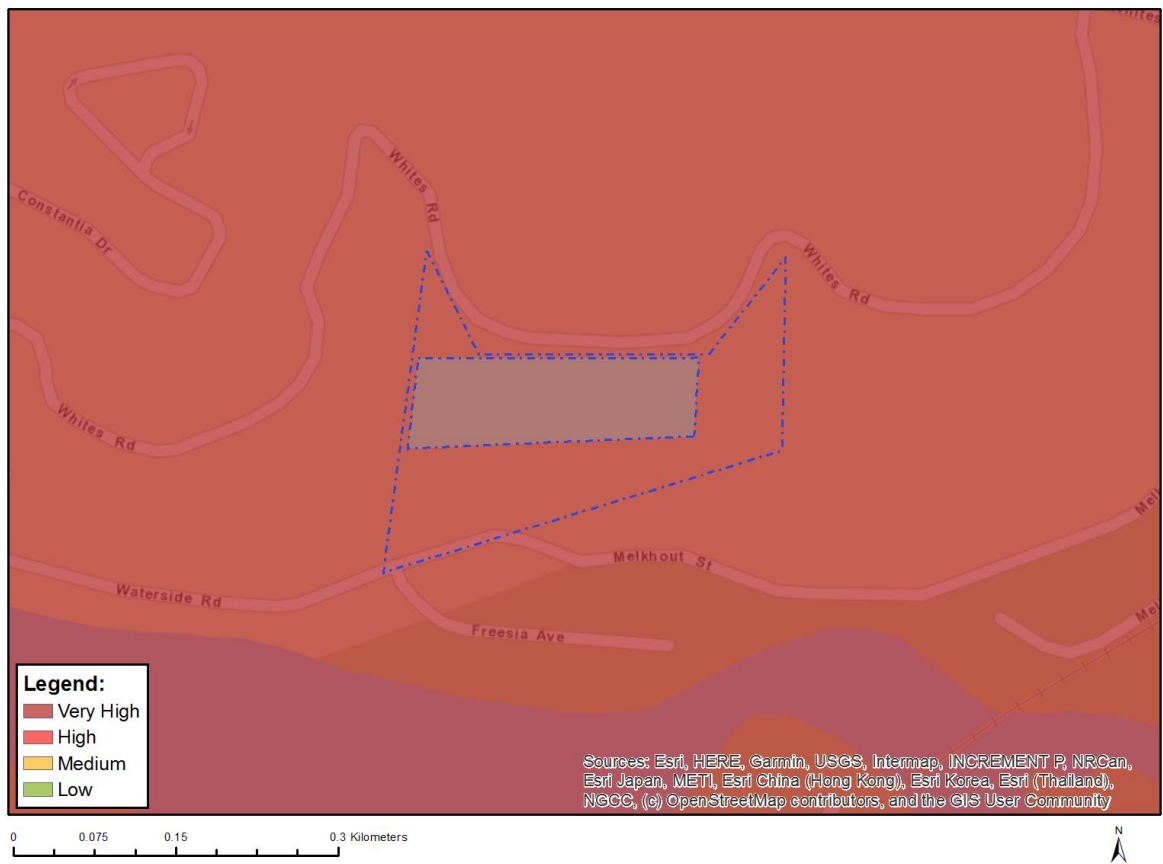 Whites
Whites Rd
Constantia Dr
Whites Rd
Whites Rd
Melk
Melkhout St
Waterside Rd
Mel
Freesia Ave
Legend:
Very High
High
Medium
Low
Sources: Esri, HERE, Garmin, USGS, Intermap, INCREMENT P, NRCan,
Esri Japan, METI, Esri China (Hong Kong), Esri Korea, Esri (Thailand),
NGCC, (c) OpenStreetMap contributors, and the GIS User Community
0 0.075 0.15 0.3 Kilometers
N